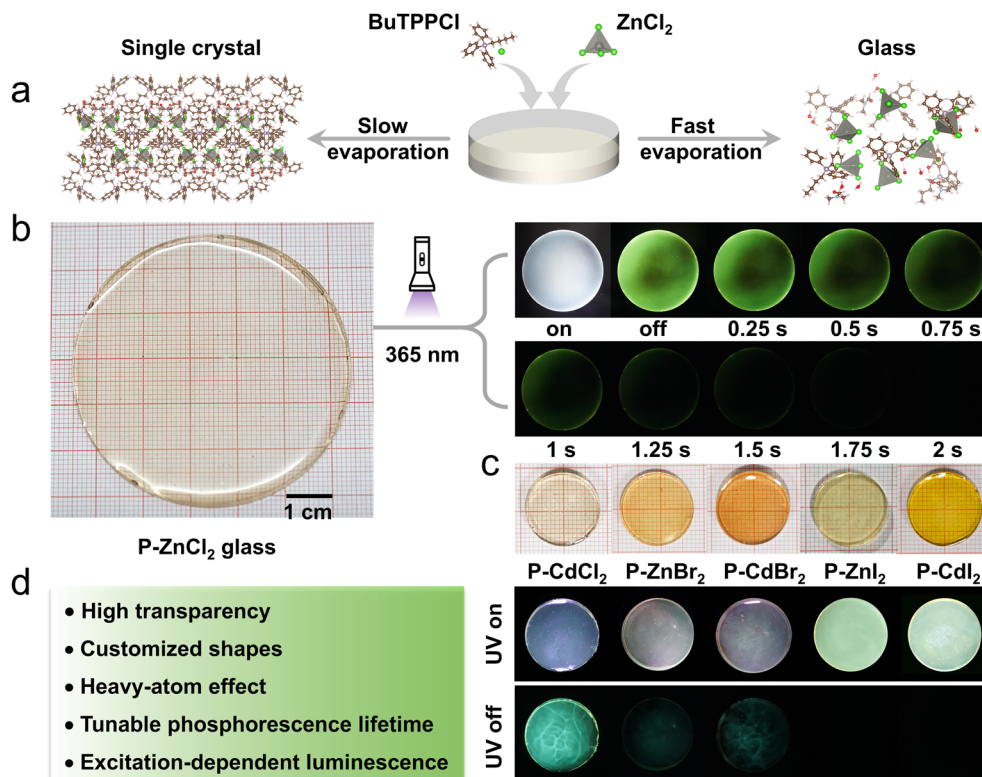 BuTPPCl
ZnCl₂
Single crystal
Glass
a
Slow
evaporation
Fast
evaporation
b
365 nm
on off 0.25 s 0.5 s 0.75 s
1 s 1.25 s 1.5 s 1.75 s 2 s
1 cm
P-ZnCl₂ glass
c
P-CdCl₂ P-ZnBr₂ P-CdBr₂ P-ZnI₂ P-CdI₂
UV on
UV off
d
• High transparency
• Customized shapes
• Heavy-atom effect
• Tunable phosphorescence lifetime
• Excitation-dependent luminescence